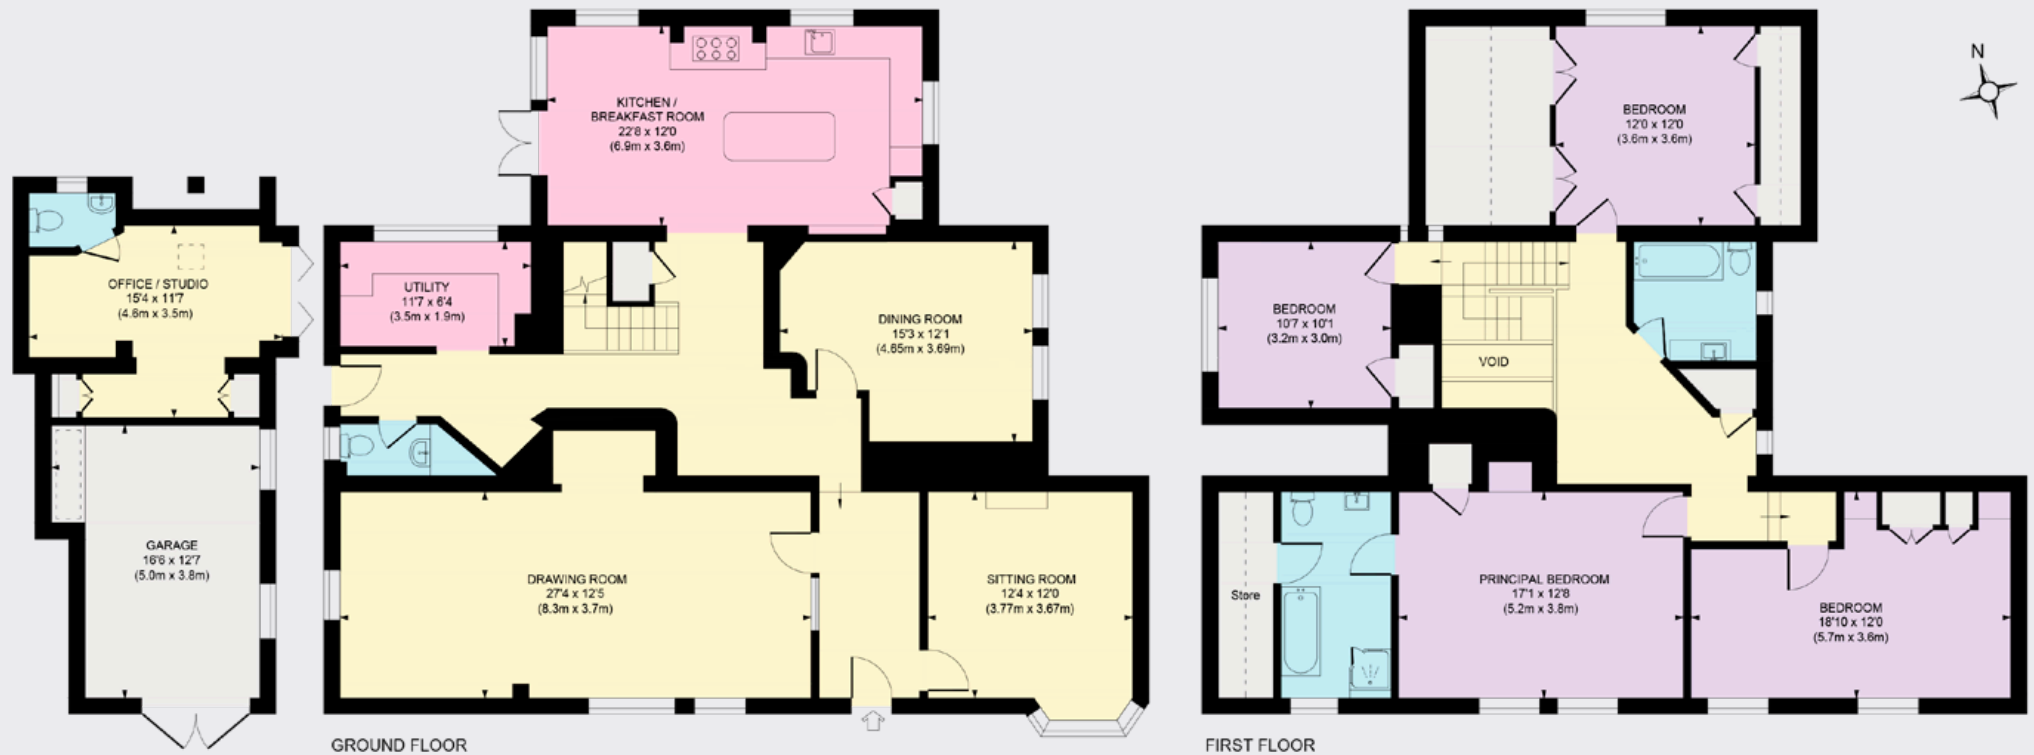 N
KITCHEN /
BREAKFAST ROOM
22'8 x 12'0
(6.9m x 3.6m)
BEDROOM
12'0 x 12'0
(3.6m x 3.6m)
OFFICE / STUDIO
15'4 x 11'7
(4.6m x 3.5m)
UTILITY
11'7 x 6'4
(3.5m x 1.9m)
DINING ROOM
15'3 x 12'1
(4.65m x 3.69m)
BEDROOM
10'7 x 10'1
(3.2m x 3.0m)
VOID
GARAGE
16'6 x 12'7
(5.0m x 3.8m)
DRAWING ROOM
27'4 x 12'5
(8.3m x 3.7m)
SITTING ROOM
12'4 x 12'0
(3.77m x 3.67m)
Store
PRINCIPAL BEDROOM
17'1 x 12'8
(5.2m x 3.8m)
BEDROOM
18'10 x 12'0
(5.7m x 3.6m)
GROUND FLOOR
FIRST FLOOR